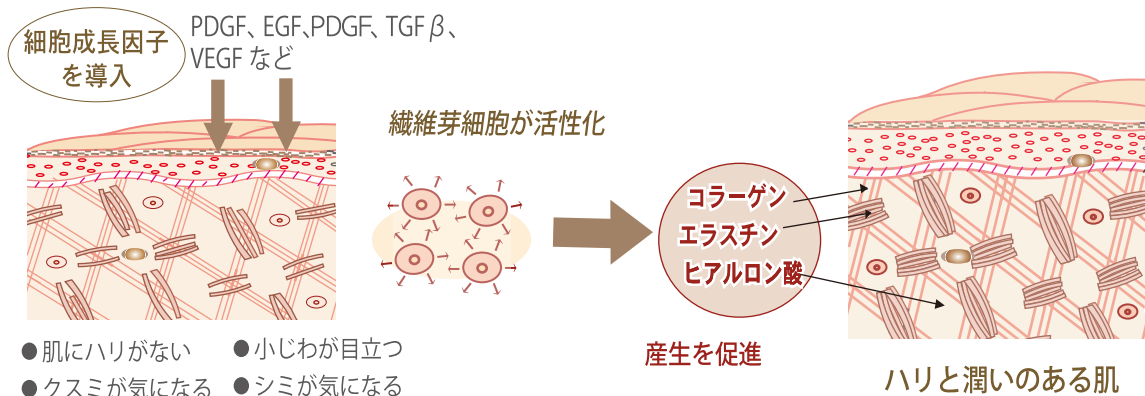 細胞成長因子
を導入
PDGF、EGF、PDGF、TGFβ、
VEGFなど
繊維芽細胞が活性化
コラーゲン
エラスチン
ヒアルロン酸
産生を促進
●肌にハリがない
●小じわが目立つ
●クスミが気になる
●シミが気になる
ハリと潤いのある肌